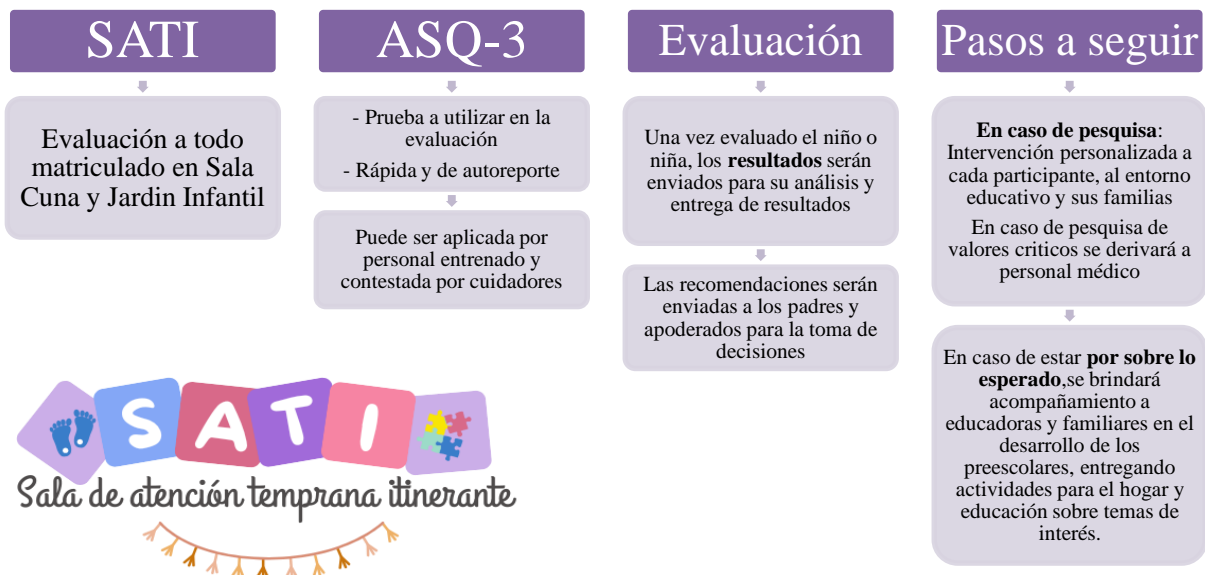 SATI
Evaluación a todo
matriculado en Sala
Cuna y Jardin Infantil
ASQ-3
- Prueba a utilizar en la
evaluación
- Rápida y de autoreporte
Puede ser aplicada por
personal entrenado y
contestada por cuidadores
Evaluación
Una vez evaluado el niño o
niña, los resultados serán
enviados para su análisis y
entrega de resultados
Las recomendaciones serán
enviadas a los padres y
apoderados para la toma de
decisiones
Pasos a seguir
En caso de pesquisa:
Intervención personalizada a
cada participante, al entorno
educativo y sus familias
En caso de pesquisa de
valores criticos se derivará a
personal médico
En caso de estar por sobre lo
esperado,se brindará
acompañamiento a
educadoras y familiares en el
desarrollo de los
preescolares, entregando
actividades para el hogar y
educación sobre temas de
interés.
SATI
Sala de atención temprana itinerante